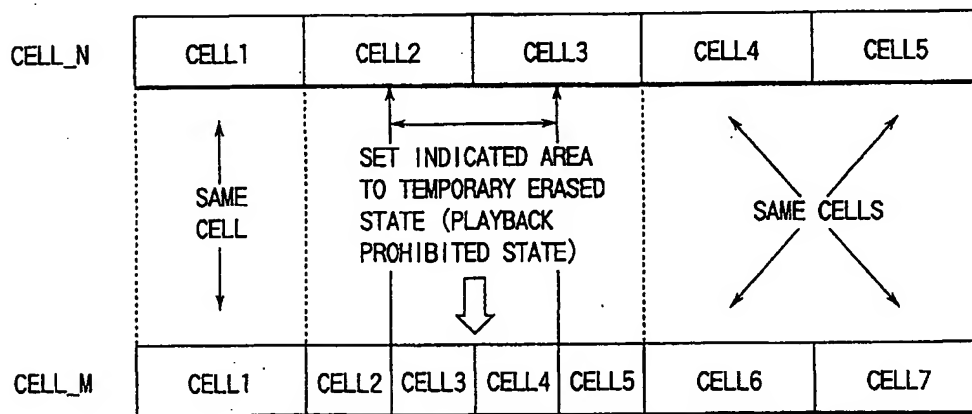 CELL_N CELL1 CELL2 CELL3 CELL4 CELL5
SET INDICATED AREA
TO TEMPORARY ERASED
STATE (PLAYBACK
PROHIBITED STATE)
SAME
CELL
SAME CELLS
CELL_M CELL1 CELL2 CELL3 CELL4 CELL5 CELL6 CELL7